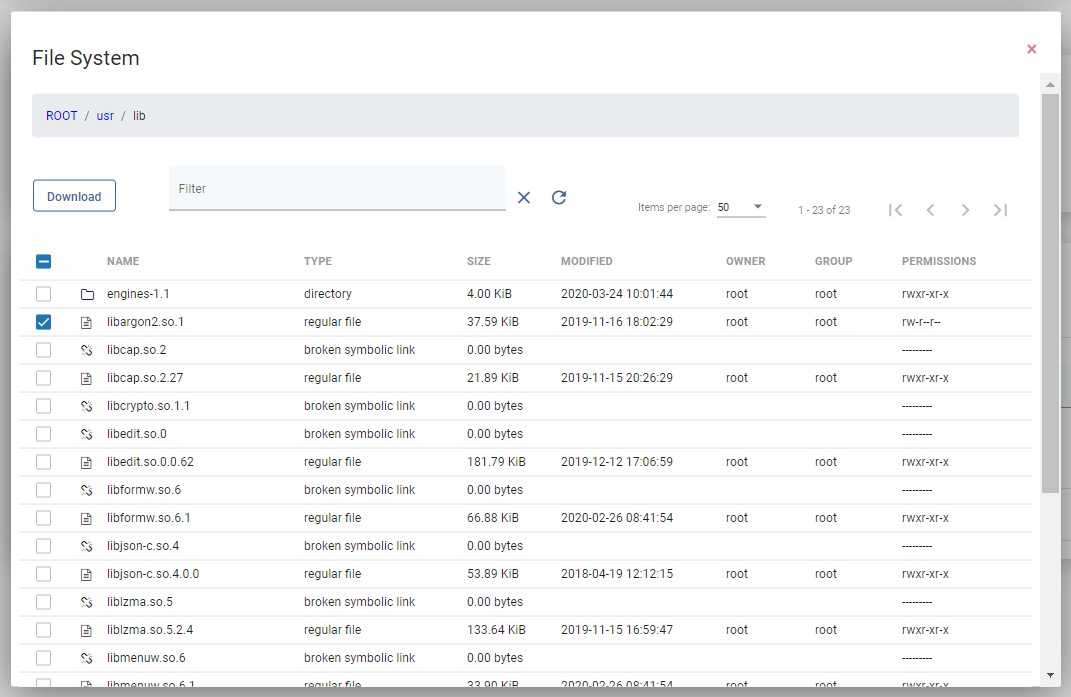 File System
ROOT / usr / lib
Download Filter Items per page: 50 1 - 23 of 23
NAME TYPE SIZE MODIFIED OWNER GROUP PERMISSIONS
engines-1.1 directory 4.00 KiB 2020-03-24 10:01:44 root root rwxr-xr-x
libargon2.so.1 regular file 37.59 KiB 2019-11-16 18:02:29 root root rw-r--r--
libcap.so.2 broken symbolic link 0.00 bytes ---------
libcap.so.2.27 regular file 21.89 KiB 2019-11-15 20:26:29 root root rwxr-xr-x
libcrypto.so.1.1 broken symbolic link 0.00 bytes ---------
libedit.so.0 broken symbolic link 0.00 bytes ---------
libedit.so.0.0.62 regular file 181.79 KiB 2019-12-12 17:06:59 root root rwxr-xr-x
libformw.so.6 broken symbolic link 0.00 bytes ---------
libformw.so.6.1 regular file 66.88 KiB 2020-02-26 08:41:54 root root rwxr-xr-x
libjson-c.so.4 broken symbolic link 0.00 bytes ---------
libjson-c.so.4.0.0 regular file 53.89 KiB 2018-04-19 12:12:15 root root rwxr-xr-x
liblzma.so.5 broken symbolic link 0.00 bytes ---------
liblzma.so.5.2.4 regular file 133.64 KiB 2019-11-15 16:59:47 root root rwxr-xr-x
libmenuw.so.6 broken symbolic link 0.00 bytes ---------
libmenuw.so.6.1 regular file 33.90 KiB 2020-02-26 08:41:54 root root rwxr-xr-x